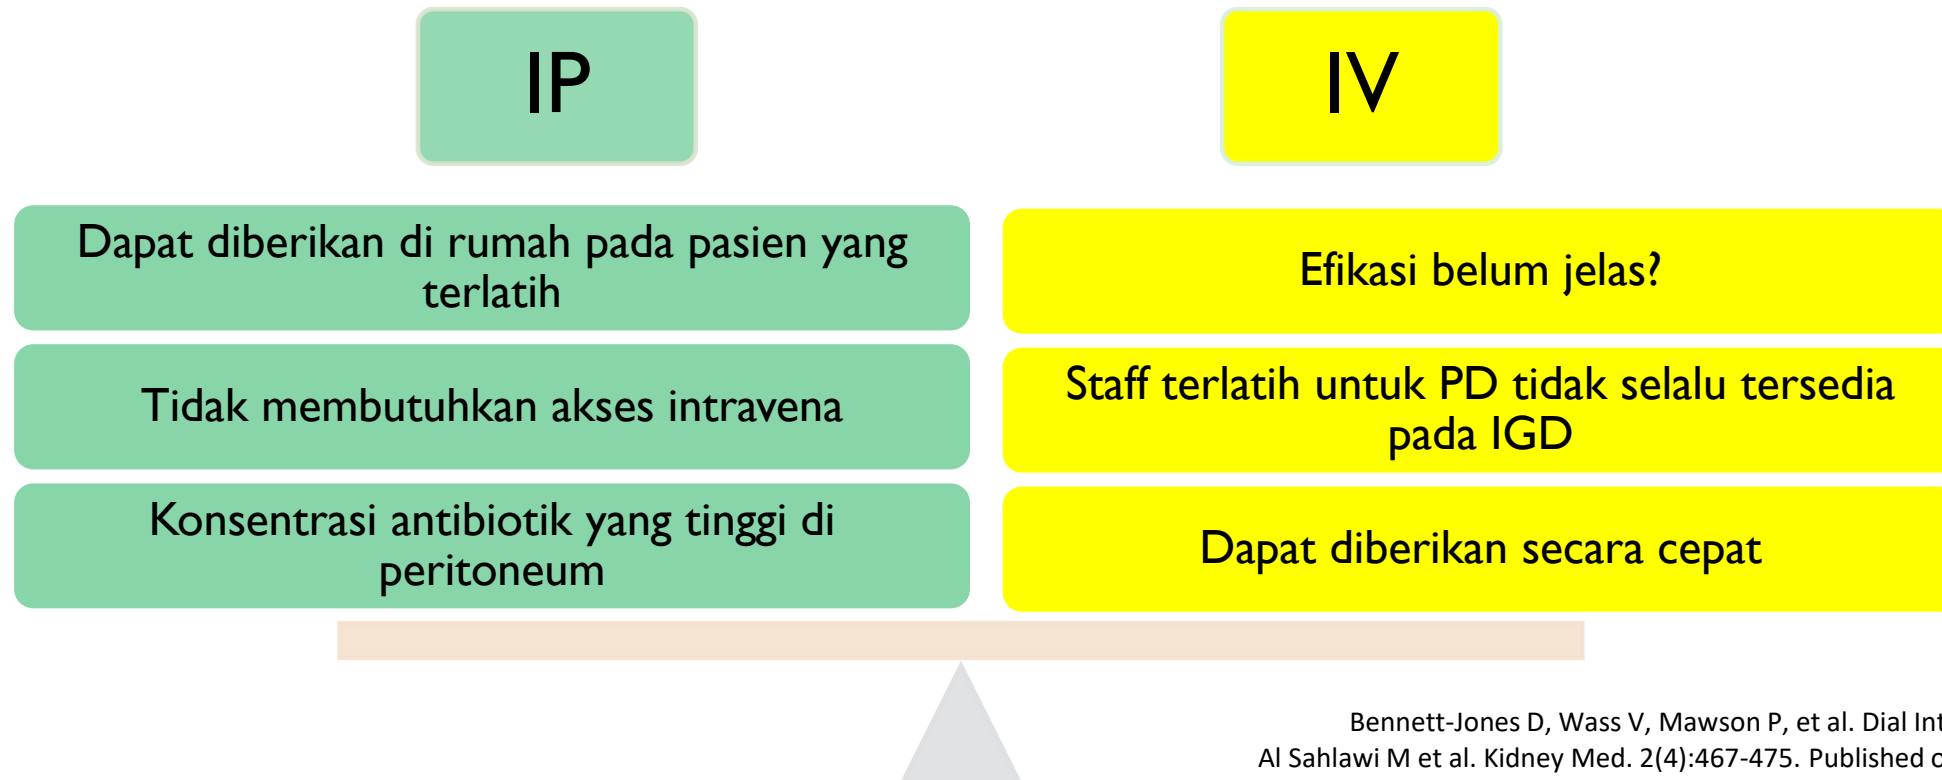 IP
Dapat diberikan di rumah pada pasien yang
terlatih
Tidak membutuhkan akses intravena
Konsentrasi antibiotik yang tinggi di
peritoneum
IV
Efikasi belum jelas?
Staff terlatih untuk PD tidak selalu tersedia
pada IGD
Dapat diberikan secara cepat
Bennett-Jones D, Wass V, Mawson P, et al. Dial Int
Al Sahlawi M et al. Kidney Med. 2(4):467-475. Published